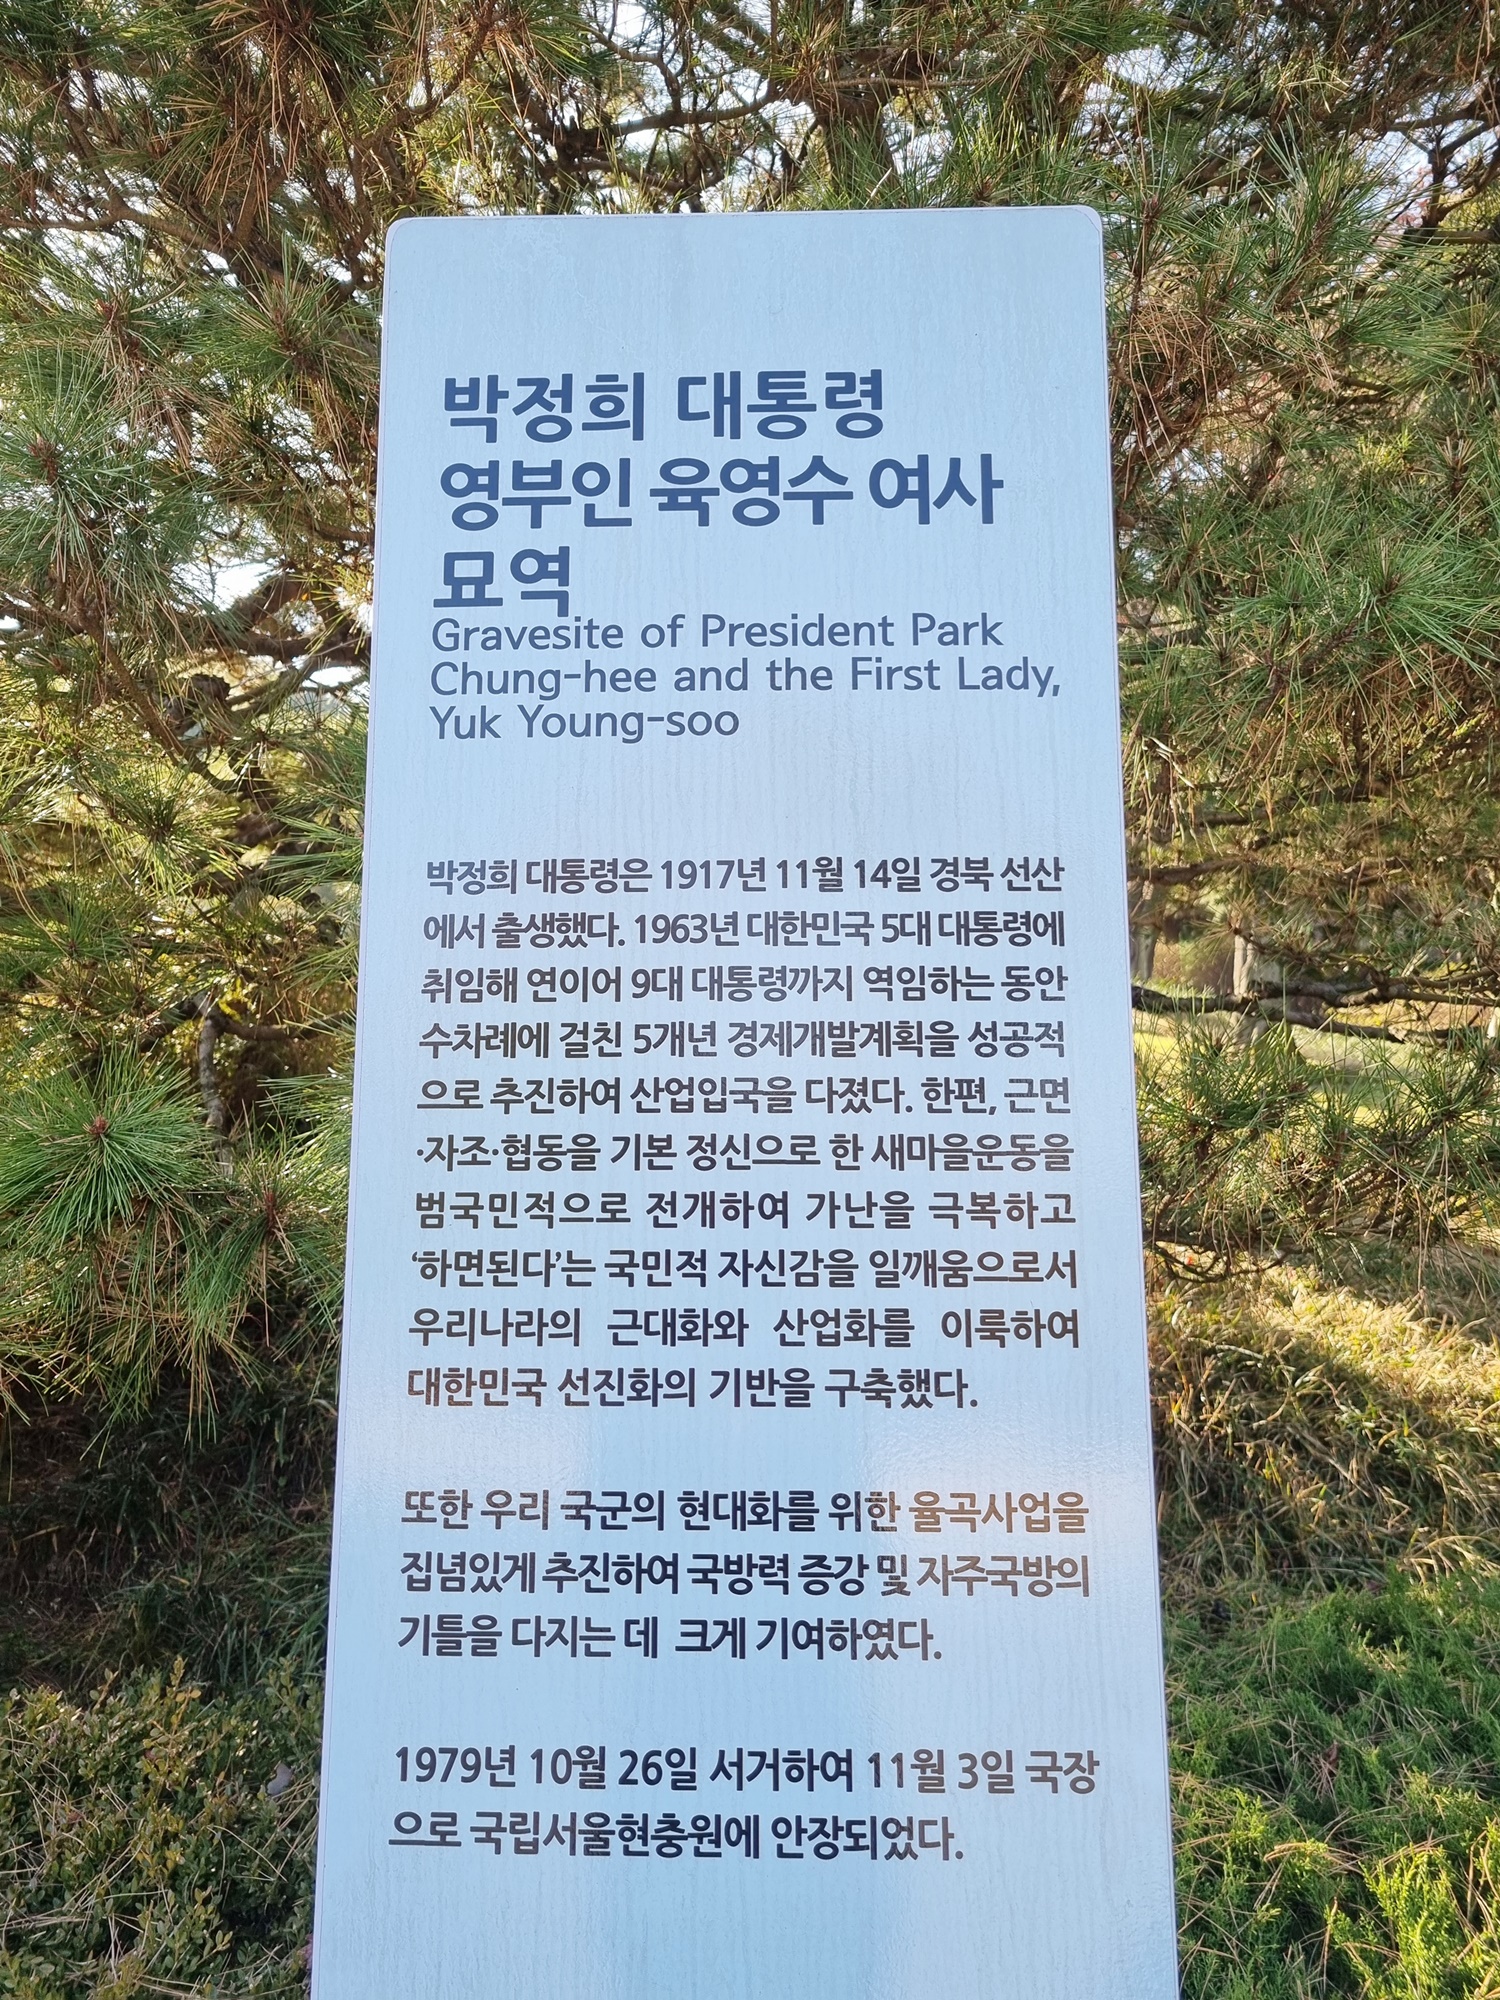 박정희 대통령
영부인 육영수 여사
묘역
Gravesite of President Park
Chung-hee and the First Lady,
Yuk Young-soo
박정희 대통령은 1917년 11월 14일 경북 선산
에서 출생했다. 1963년 대한민국 5대 대통령에
취임해 연이어 9대 대통령까지 역임하는 동안
수차례에 걸친 5개년 경제개발계획을 성공적
으로 추진하여 산업입국을 다졌다. 한편, 근면
·자조·협동을 기본 정신으로 한 새마을운동을
범국민적으로 전개하여 가난을 극복하고
‘하면된다’는 국민적 자신감을 일깨움으로서
우리나라의 근대화와 산업화를 이룩하여
대한민국 선진화의 기반을 구축했다.
또한 우리 국군의 현대화를 위한 율곡사업을
집념있게 추진하여 국방력 증강 및 자주국방의
기틀을 다지는 데 크게 기여하였다.
1979년 10월 26일 서거하여 11월 3일 국장
으로 국립서울현충원에 안장되었다.